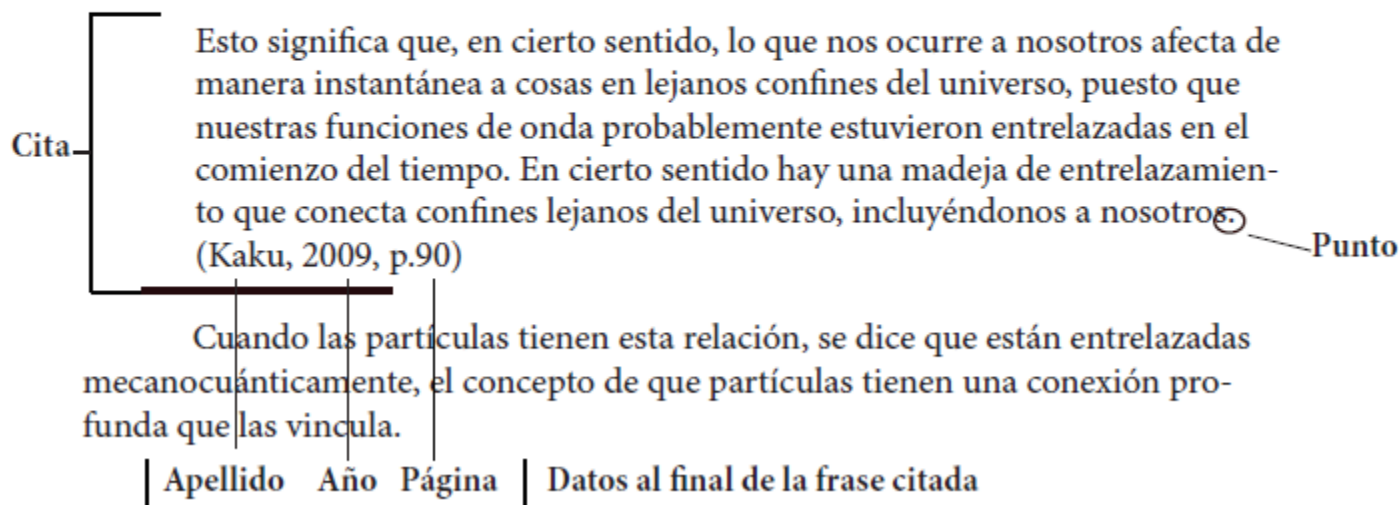 Esto significa que, en cierto sentido, lo que nos ocurre a nosotros afecta de
manera instantánea a cosas en lejanos confines del universo, puesto que
nuestras funciones de onda probablemente estuvieron entrelazadas en el
Cita
comienzo del tiempo. En cierto sentido hay una madeja de entrelazamien-
to que conecta confines lejanos del universo, incluyéndonos a nosotros.
(Kaku, 2009, p.90)
Punto
Cuando las partículas tienen esta relación, se dice que están entrelazadas
mecanocuánticamente, el concepto de que partículas tienen una conexión pro-
funda que las vincula.
Apellido Año Página Datos al final de la frase citada